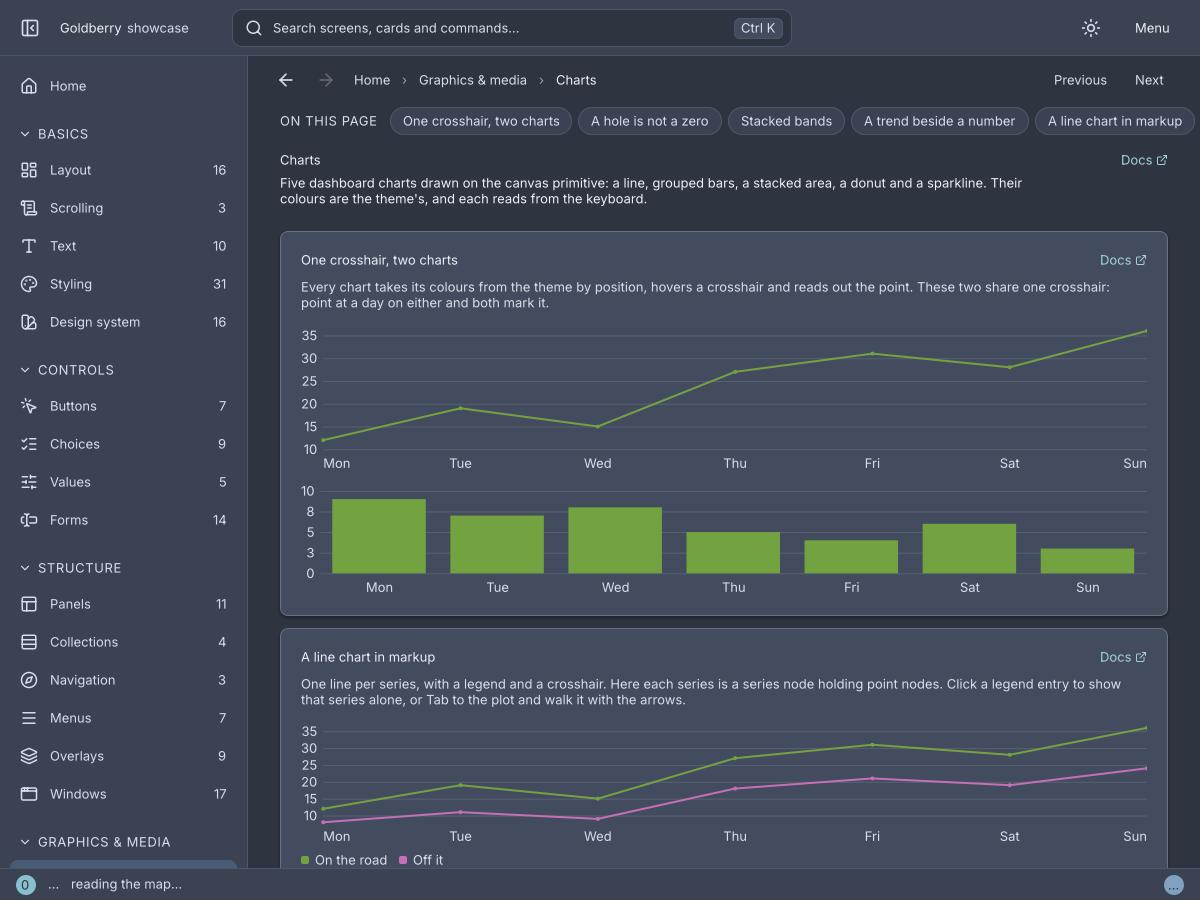 Goldberry showcase
Search screens, cards and commands...
Ctrl K
Menu
Home
BASICS
Layout 16
Scrolling 3
Text 10
Styling 31
Design system 16
CONTROLS
Buttons 7
Choices 9
Values 5
Forms 14
STRUCTURE
Panels 11
Collections 4
Navigation 3
Menus 7
Overlays 9
Windows 17
GRAPHICS & MEDIA
Home › Graphics & media › Charts
Previous Next
ON THIS PAGE
One crosshair, two charts
A hole is not a zero
Stacked bands
A trend beside a number
A line chart in markup
Charts
Docs
Five dashboard charts drawn on the canvas primitive: a line, grouped bars, a stacked area, a donut and a sparkline. Their
colours are the theme's, and each reads from the keyboard.
One crosshair, two charts
Docs
Every chart takes its colours from the theme by position, hovers a crosshair and reads out the point. These two share one crosshair:
point at a day on either and both mark it.
35
30
25
20
15
10
Mon Tue Wed Thu Fri Sat Sun
10
8
5
3
0
Mon Tue Wed Thu Fri Sat Sun
A line chart in markup
Docs
One line per series, with a legend and a crosshair. Here each series is a series node holding point nodes. Click a legend entry to show
that series alone, or Tab to the plot and walk it with the arrows.
35
30
25
20
15
10
Mon Tue Wed Thu Fri Sat Sun
On the road Off it
0 ... reading the map...
...